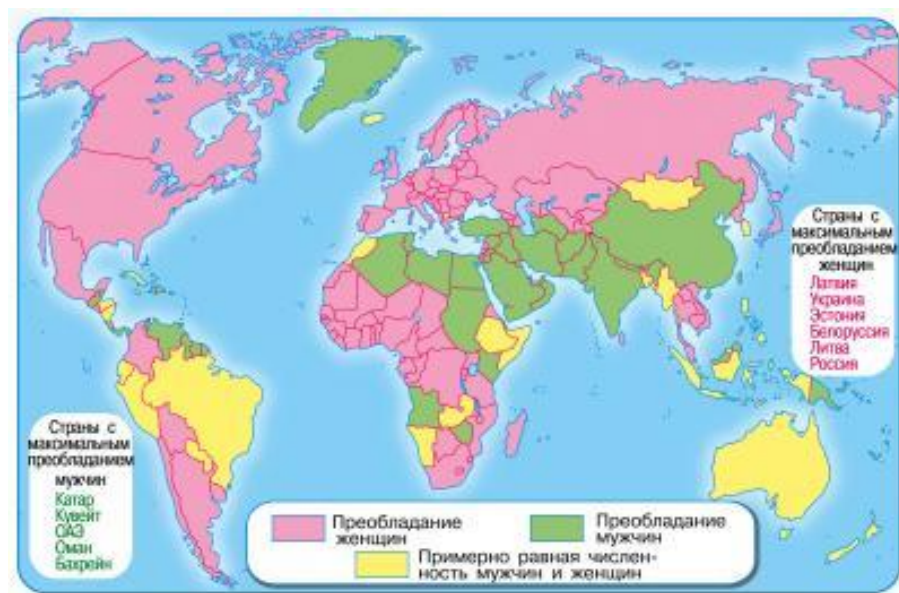 Страны с
максимальным
преобладанием
женщин
Латвия
Украина
Эстония
Белоруссия
Литва
Россия
Страны с
максимальным
преобладанием
мужчин
Катар
Кувейт
ОАЭ
Оман
Бахрейн
Преобладание
женщин
Преобладание
мужчин
Примерно равная числен-
ность мужчин и женщин